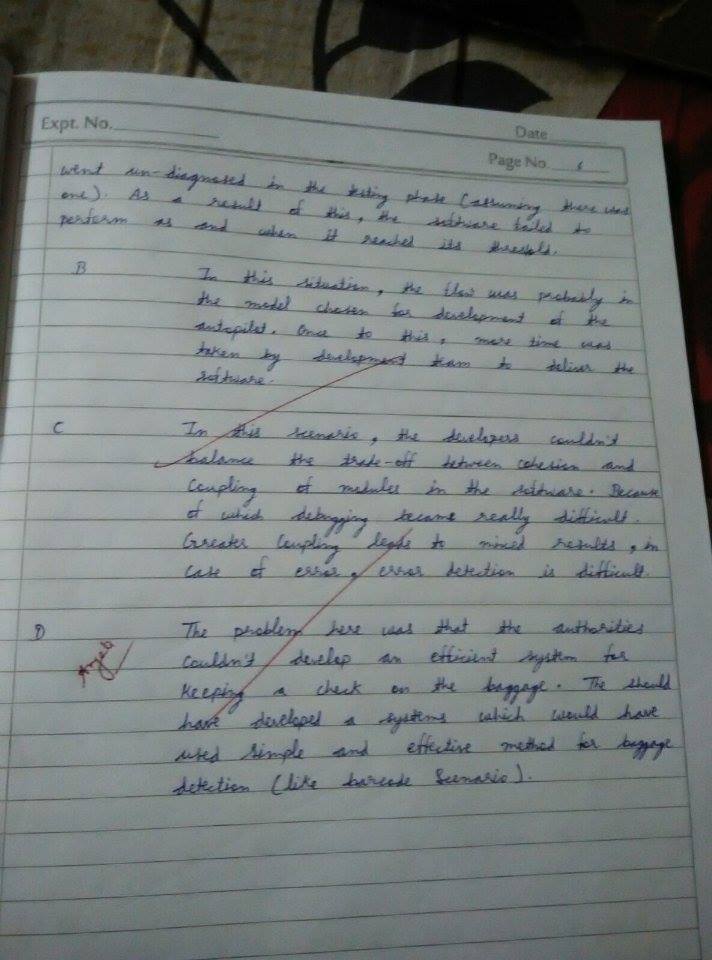 Expt. No.
Date
Page No. 6
went un-diagnosed in the testing phase (assuming there was
one). As a result of this, the software failed to
perform as and when it reached its threshold.
B In this situation, the flaw was probably in
the model chosen for development of the
autopilot. Once to this, more time was
taken by development team to deliver the
software.
C In this scenario, the developers couldn't
balance the trade-off between cohesion and
Coupling of modules in the software. Because
of which debugging became really difficult.
Greater Coupling leads to mixed results, in
case of error, error detection is difficult.
D The problem here was that the authorities
couldn't develop an efficient system for
Keeping a check on the baggage. The should
have developed a systems which would have
used simple and effective method for baggage
detection (like barcode Scenario).